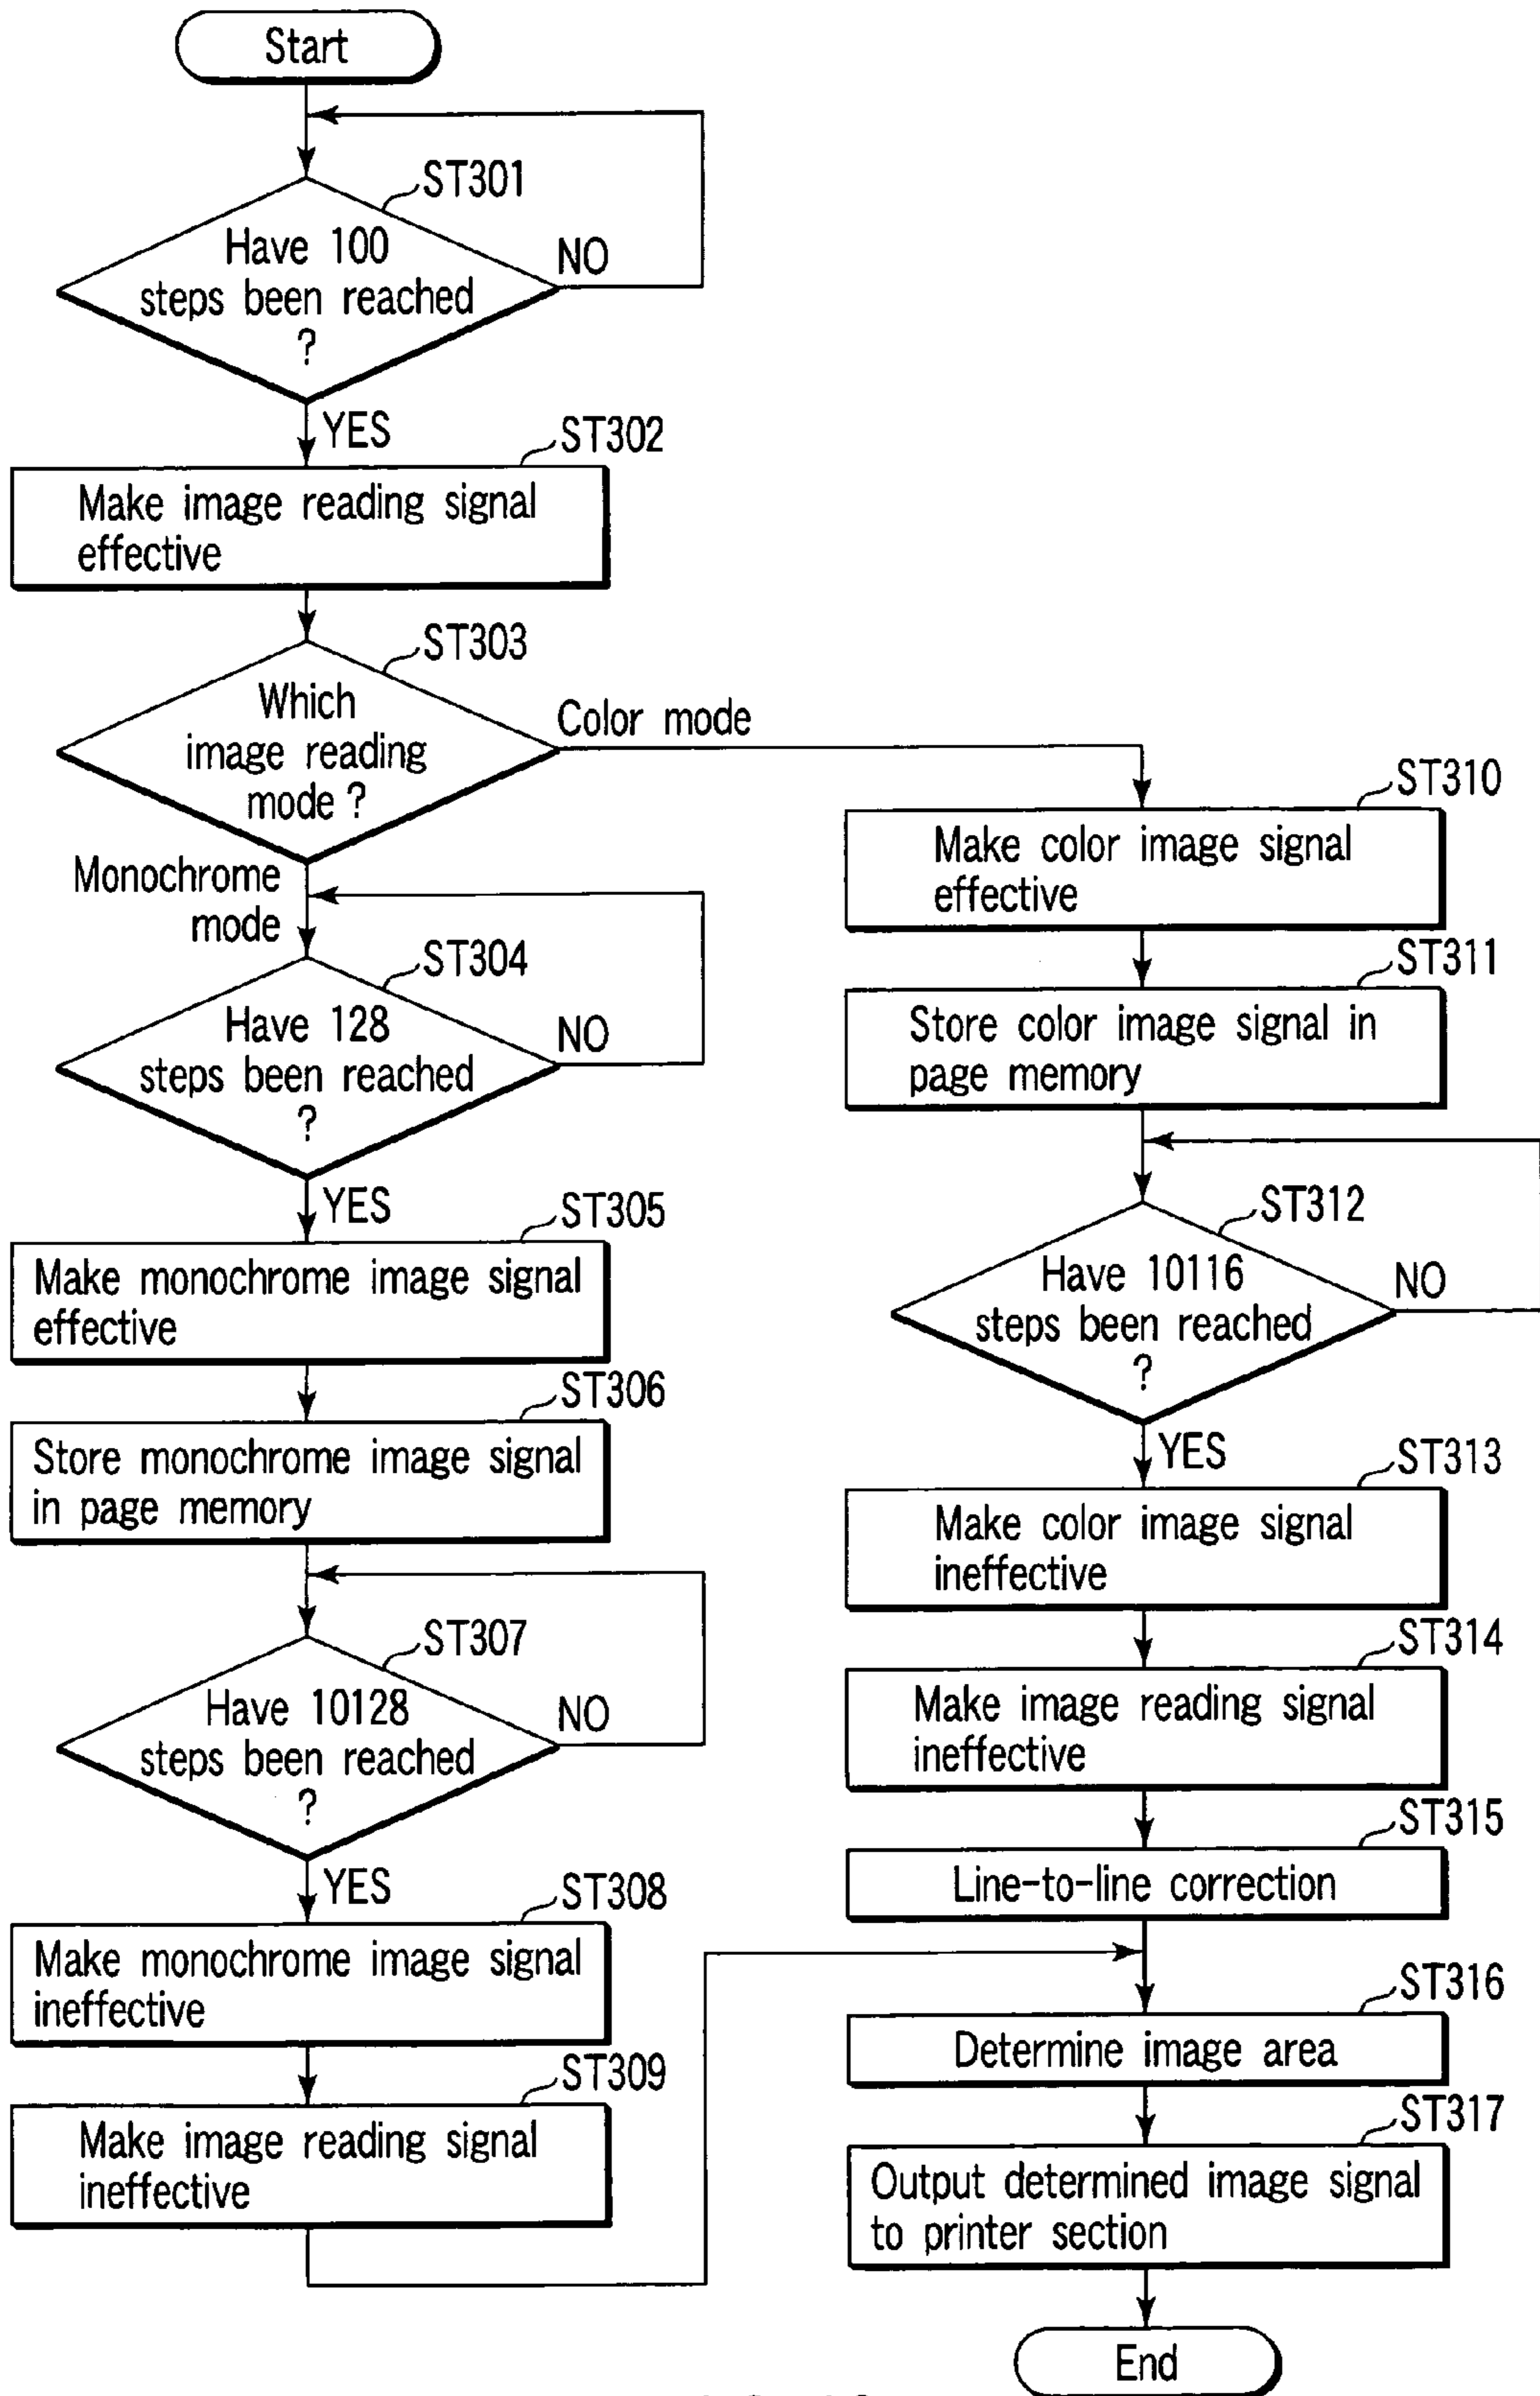 Start
ST301
Have 100
steps been reached
?
NO
YES
ST302
Make image reading signal
effective
ST303
Which
image reading
mode ?
Color mode
Monochrome
mode
ST304
Have 128
steps been reached
?
NO
YES
ST305
Make monochrome image signal
effective
ST306
Store monochrome image signal
in page memory
ST307
Have 10128
steps been reached
?
NO
YES
ST308
Make monochrome image signal
ineffective
ST309
Make image reading signal
ineffective
ST310
Make color image signal
effective
ST311
Store color image signal in
page memory
ST312
Have 10116
steps been reached
?
NO
YES
ST313
Make color image signal
ineffective
ST314
Make image reading signal
ineffective
ST315
Line-to-line correction
ST316
Determine image area
ST317
Output determined image signal
to printer section
End